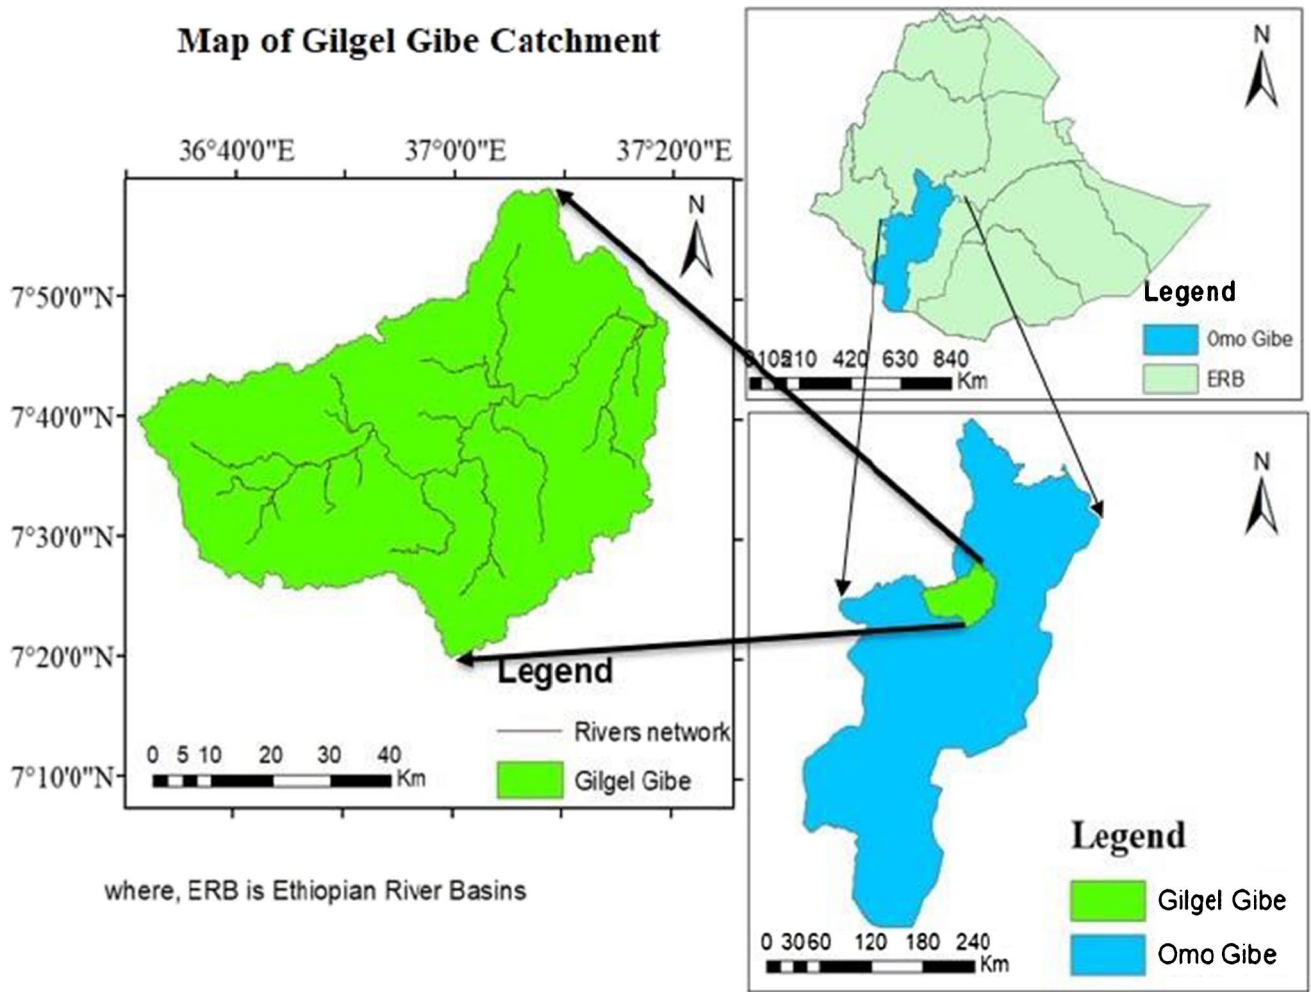 Map of Gilgel Gibe Catchment
36°40'0"E 37°0'0"E 37°20'0"E
N
7°50'0"N
7°40'0"N
7°30'0"N
7°20'0"N
7°10'0"N
Legend
Rivers network
Gilgel Gibe
0 5 10 20 30 40
Km
where, ERB is Ethiopian River Basins
N
Legend
Omo Gibe
ERB
0105210 420 630 840
Km
N
Legend
Gilgel Gibe
Omo Gibe
0 3060 120 180 240
Km